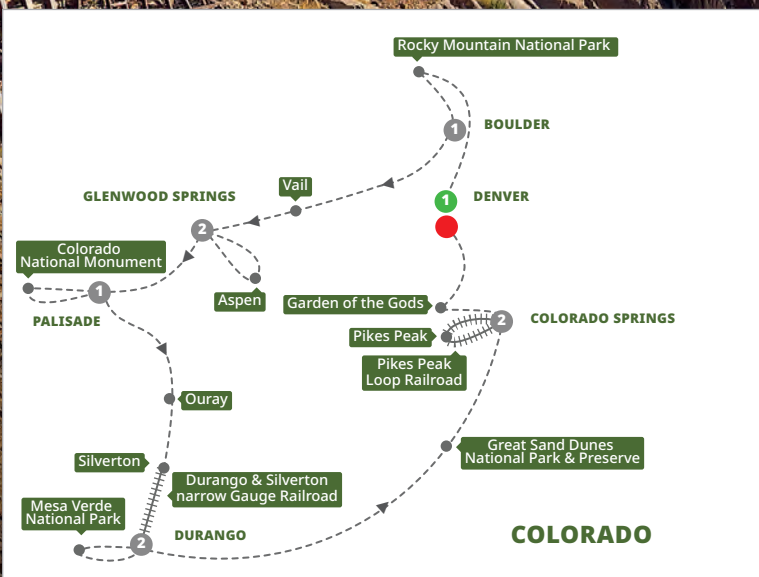 Rocky Mountain National Park
1
BOULDER
Vail
GLENWOOD SPRINGS
1
DENVER
2
Colorado
National Monument
Aspen
1
PALISADE
Garden of the Gods
2
COLORADO SPRINGS
Pikes Peak
Pikes Peak
Loop Railroad
Ouray
Silverton
Great Sand Dunes
National Park & Preserve
Durango & Silverton
narrow Gauge Railroad
Mesa Verde
National Park
2
DURANGO
COLORADO